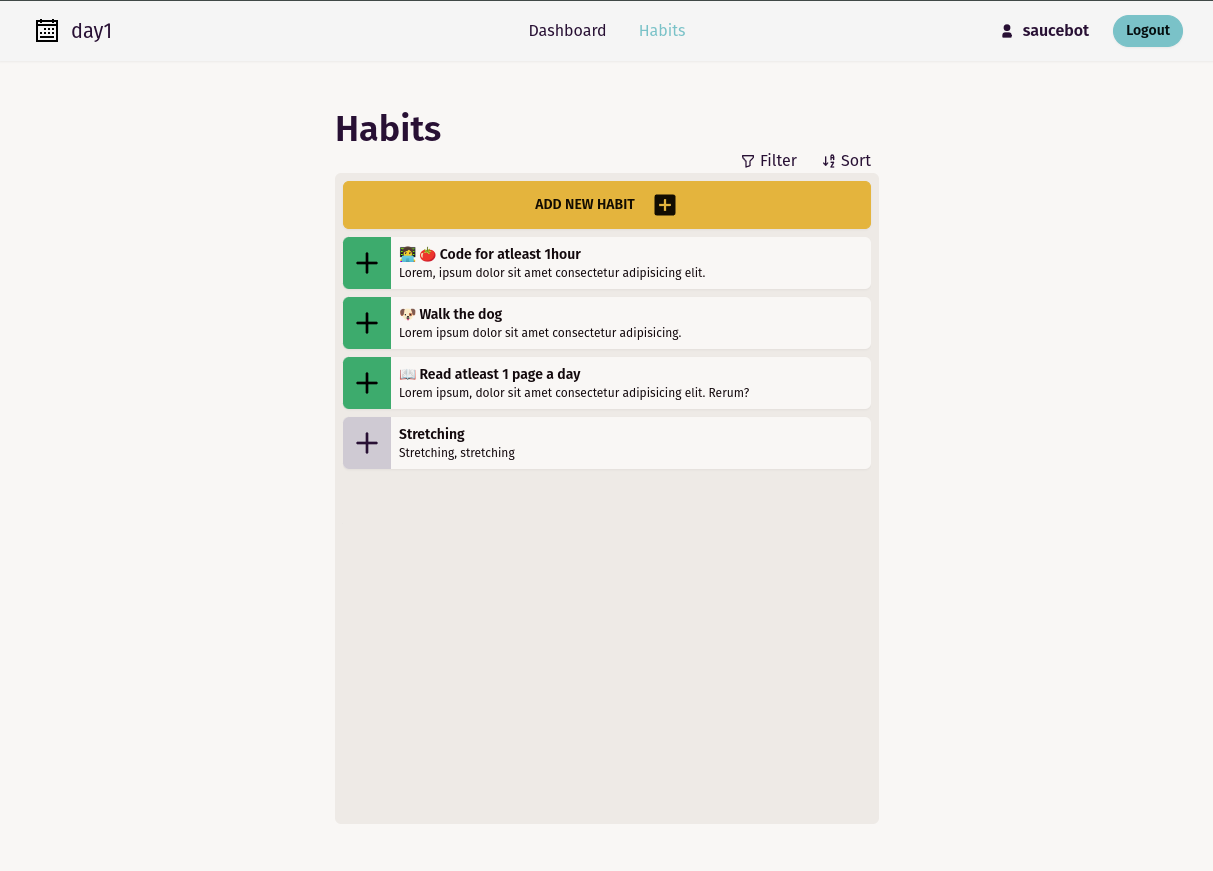 day1
Dashboard
Habits
saucebot
Logout
Habits
Filter
Sort
ADD NEW HABIT
Code for atleast 1hour
Lorem, ipsum dolor sit amet consectetur adipisicing elit.
Walk the dog
Lorem ipsum dolor sit amet consectetur adipisicing.
Read atleast 1 page a day
Lorem ipsum, dolor sit amet consectetur adipisicing elit. Rerum?
Stretching
Stretching, stretching